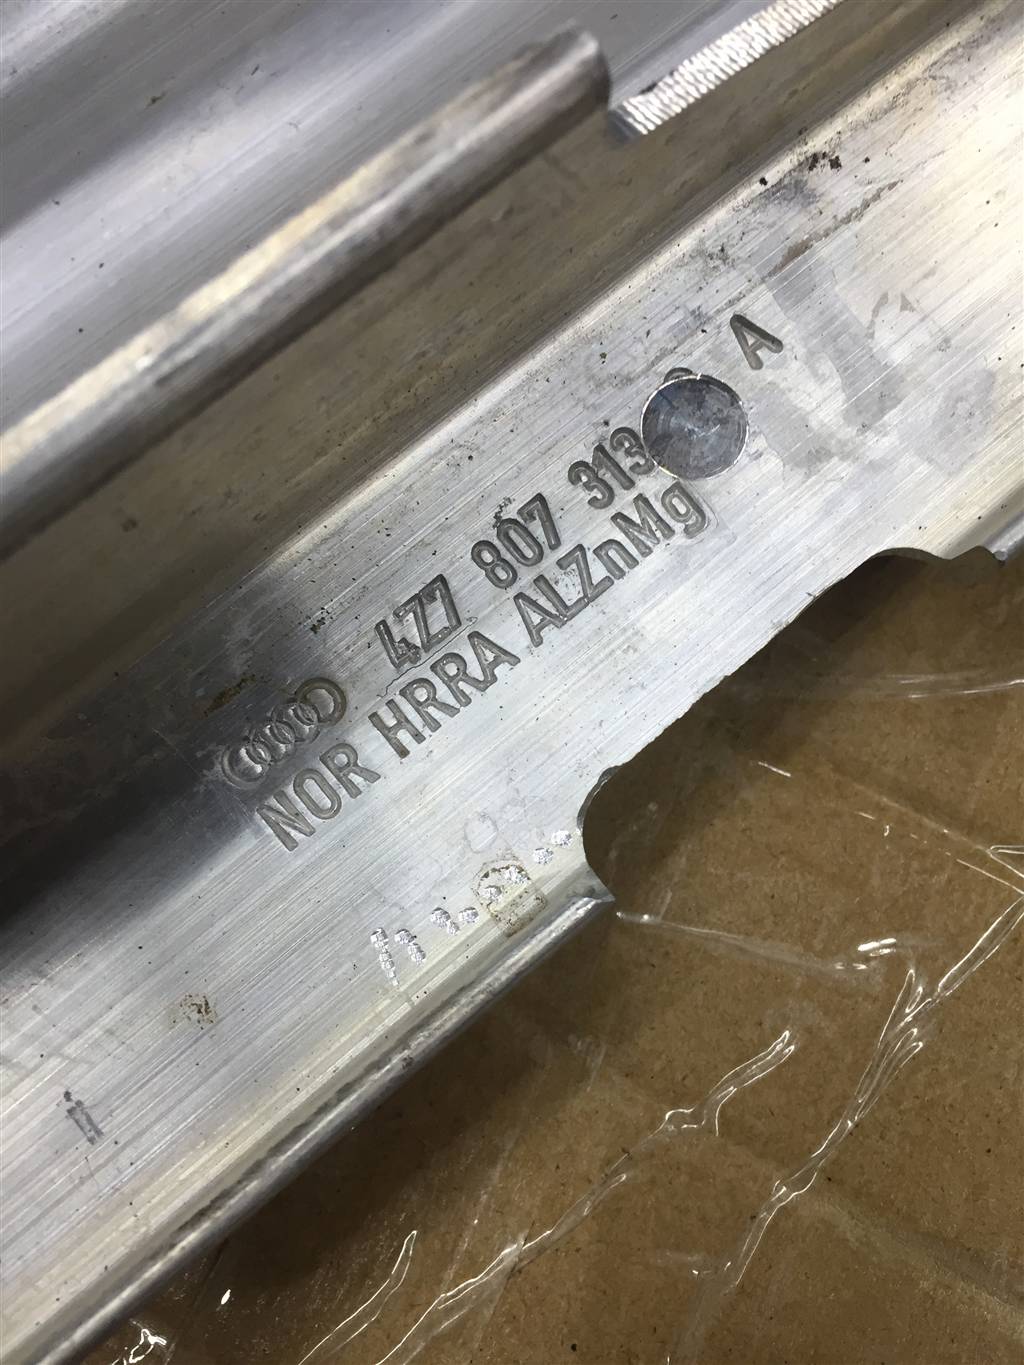 4Z7 807 313 A
NOR HRRA ALZnMg